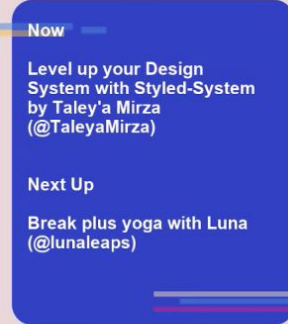 Now
Level up your Design
System with Styled-System
by Taley'a Mirza
(@TaleyaMirza)
Next Up
Break plus yoga with Luna
(@lunaleaps)